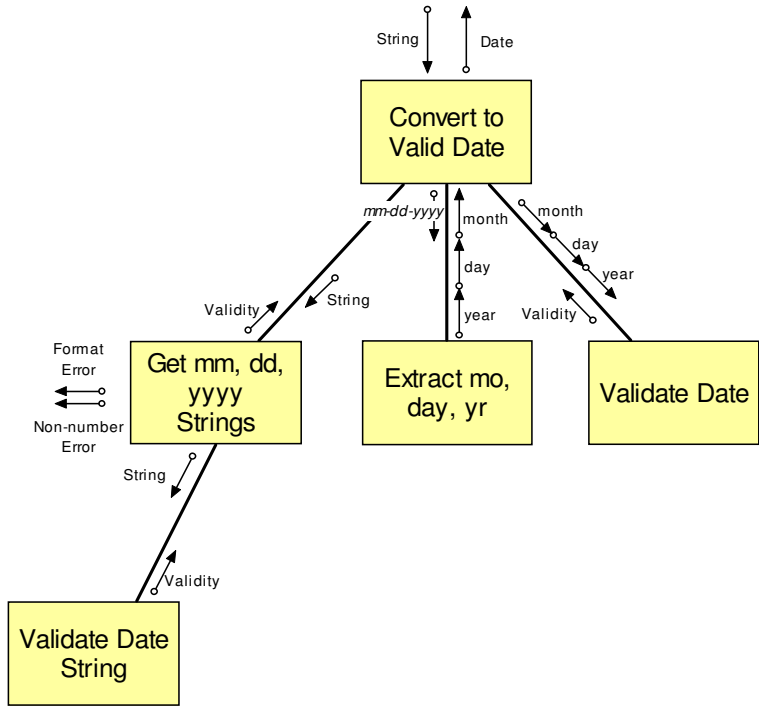 String
Date
Convert to
Valid Date
mm-dd-yyyy
month
day
year
month
day
year
Validity
String
Validity
Format
Error
Non-number
Error
Get mm, dd,
yyyy
Strings
Extract mo,
day, yr
Validate Date
String
Validity
Validate Date
String